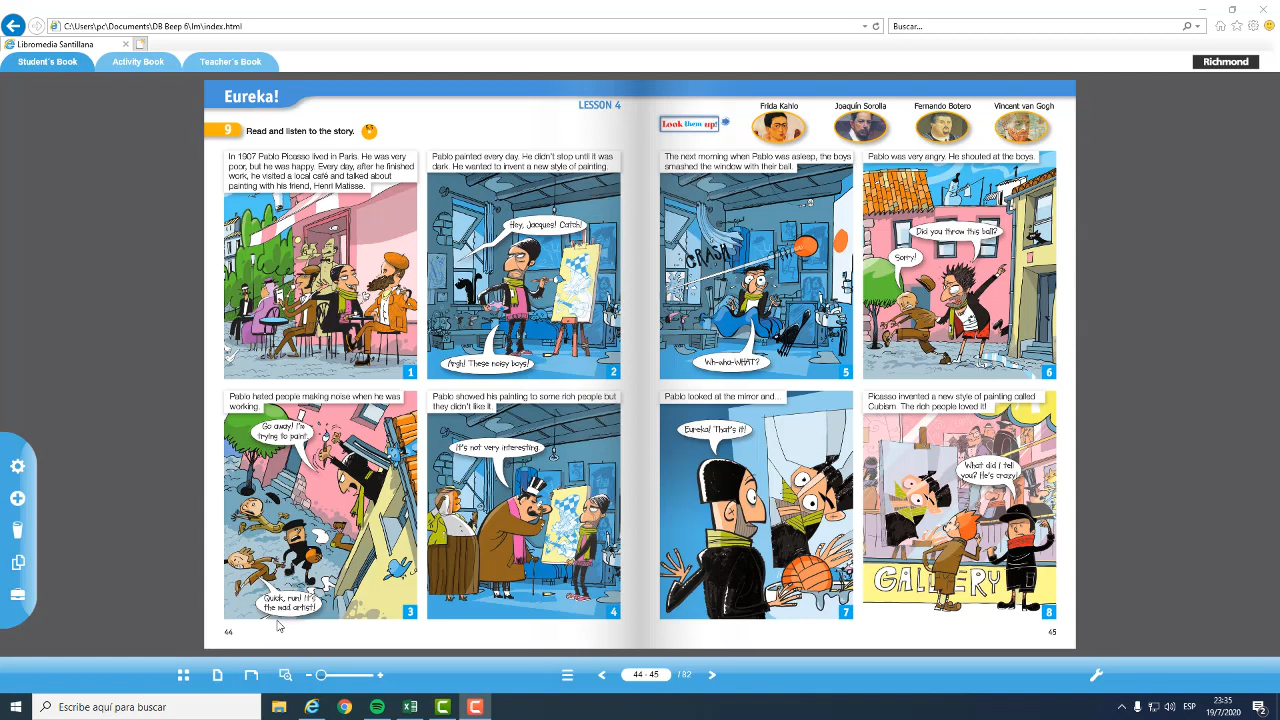 C:\Users\pc\Documents\DB Beep 6\lm\index.html
Buscar...
Libromedia Santillana
Student´s Book
Activity Book
Teacher´s Book
Richmond
Eureka!
LESSON 4
9 Read and listen to the story.
Look them up!
Frida Kahlo
Joaquín Sorolla
Fernando Botero
Vincent van Gogh
In 1907 Pablo Picasso lived in Paris. He was very
poor, but he was happy. Every day, after he finished
work, he visited a local café and talked about
painting with his friend, Henri Matisse.
1
Pablo painted every day. He didn't stop until it was
dark. He wanted to invent a new style of painting.
Hey, Jacques! Catch!
Argh! These noisy boys!
2
Pablo hated people making noise when he was
working.
Go away! I'm
trying to paint.
Quick, run! It's
the mad artist!
3
Pablo showed his painting to some rich people but
they didn't like it.
It's not very interesting
4
44
The next morning when Pablo was asleep, the boys
smashed the window with their ball.
CRASH
Wh-wha-WHAT?
5
Pablo was very angry. He shouted at the boys.
Did you throw this ball?
Sorry!
6
Pablo looked at the mirror and...
Eureka! That's it!
7
Picasso invented a new style of painting called
Cubism. The rich people loved it!
What did I tell
you? He's crazy!
GALLERY
8
45
44 - 45 / 82
Escribe aquí para buscar
ESP
23:35
19/7/2020
2